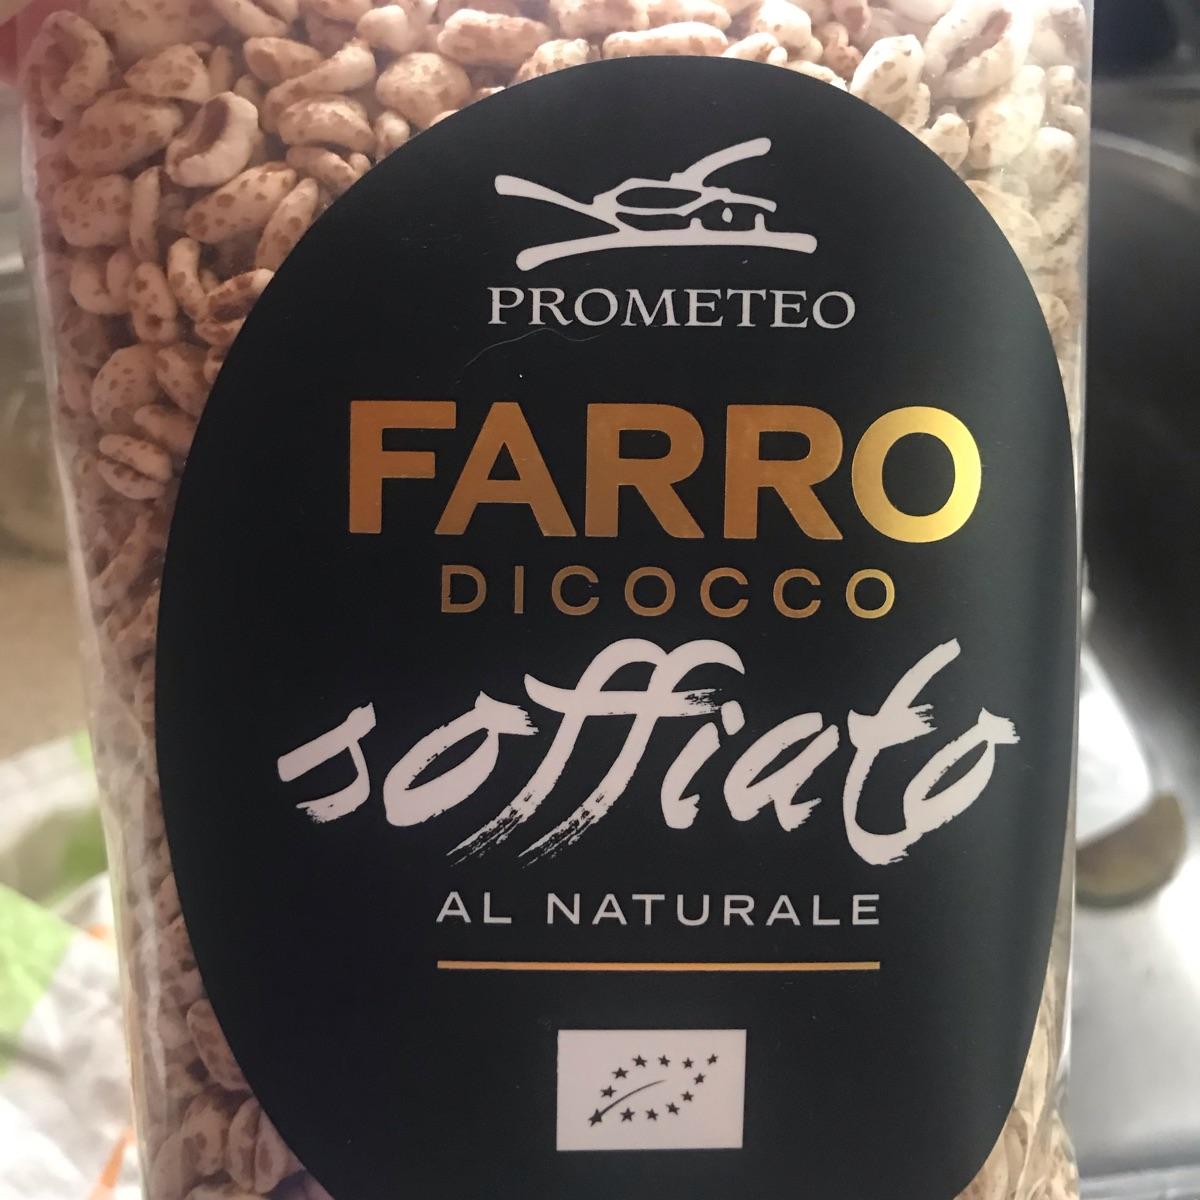 PROMETEO
FARRO
DICOCCO
soffiato
AL NATURALE